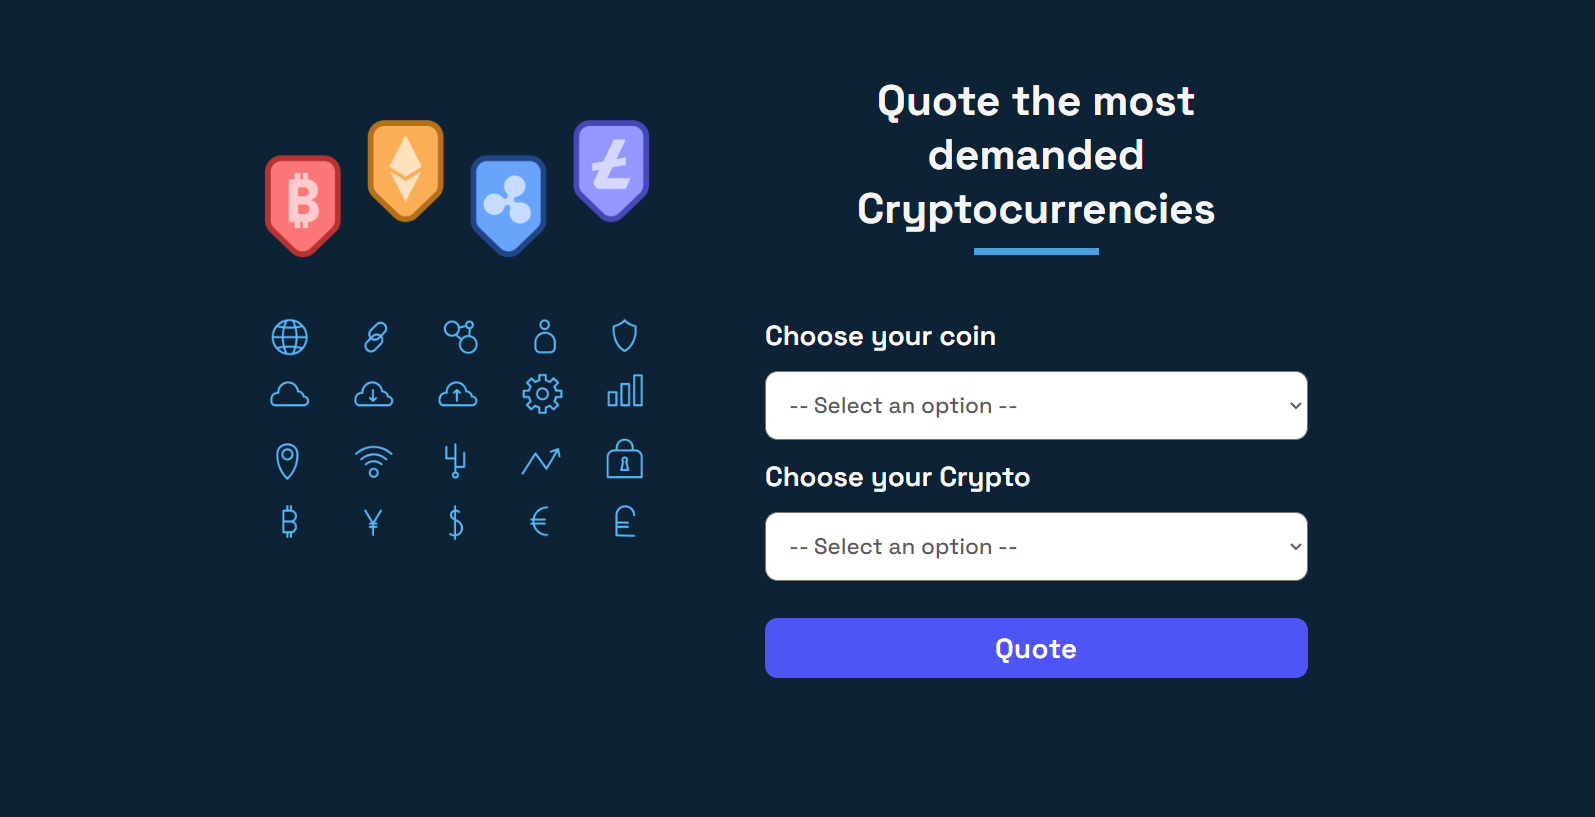 Quote the most
demanded
Cryptocurrencies
Choose your coin
-- Select an option --
Choose your Crypto
-- Select an option --
Quote